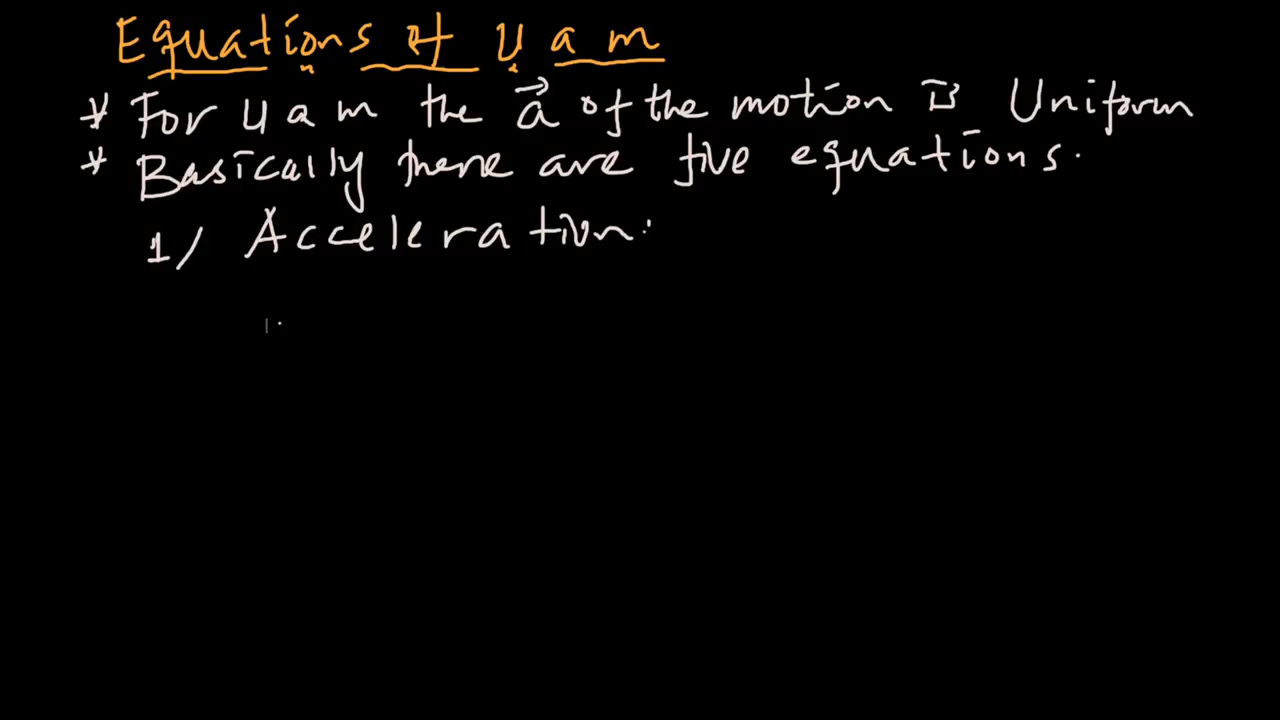 Equations of U a m
* For u a m the a⃗ of the motion is Uniform
* Basically there are five equations.
1/ Acceleration: